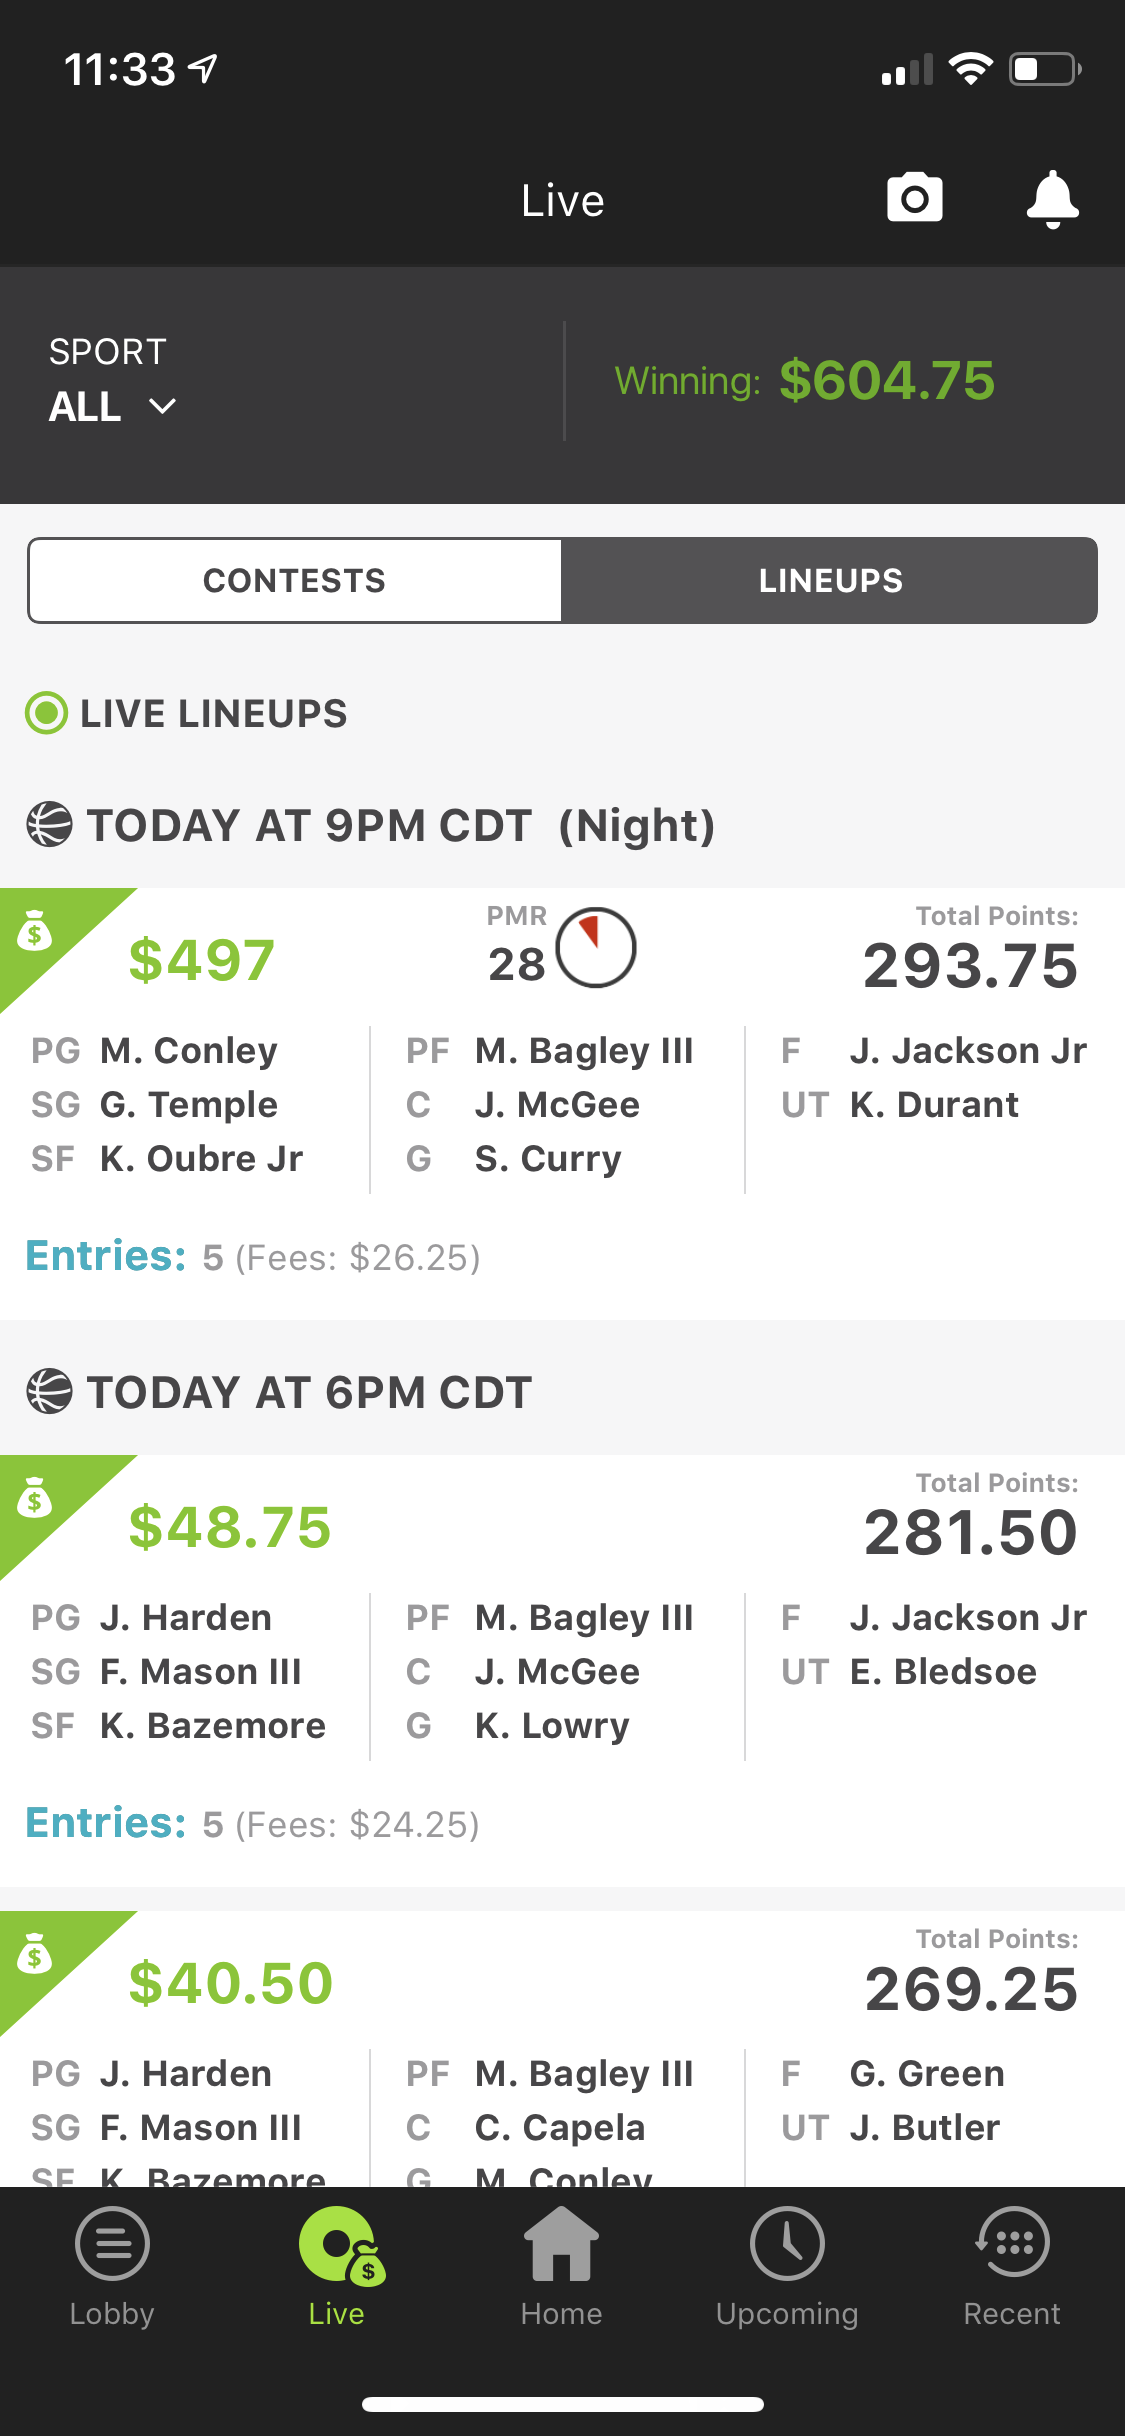 11:33
Live
SPORT
ALL
Winning: $604.75
CONTESTS
LINEUPS
LIVE LINEUPS
TODAY AT 9PM CDT (Night)
$497
PMR
28
Total Points:
293.75
PG M. Conley
SG G. Temple
SF K. Oubre Jr
PF M. Bagley III
C J. McGee
G S. Curry
F J. Jackson Jr
UT K. Durant
Entries: 5 (Fees: $26.25)
TODAY AT 6PM CDT
$48.75
Total Points:
281.50
PG J. Harden
SG F. Mason III
SF K. Bazemore
PF M. Bagley III
C J. McGee
G K. Lowry
F J. Jackson Jr
UT E. Bledsoe
Entries: 5 (Fees: $24.25)
$40.50
Total Points:
269.25
PG J. Harden
SG F. Mason III
SF K. Bazemore
PF M. Bagley III
C C. Capela
G M. Conley
F G. Green
UT J. Butler
Lobby
Live
Home
Upcoming
Recent